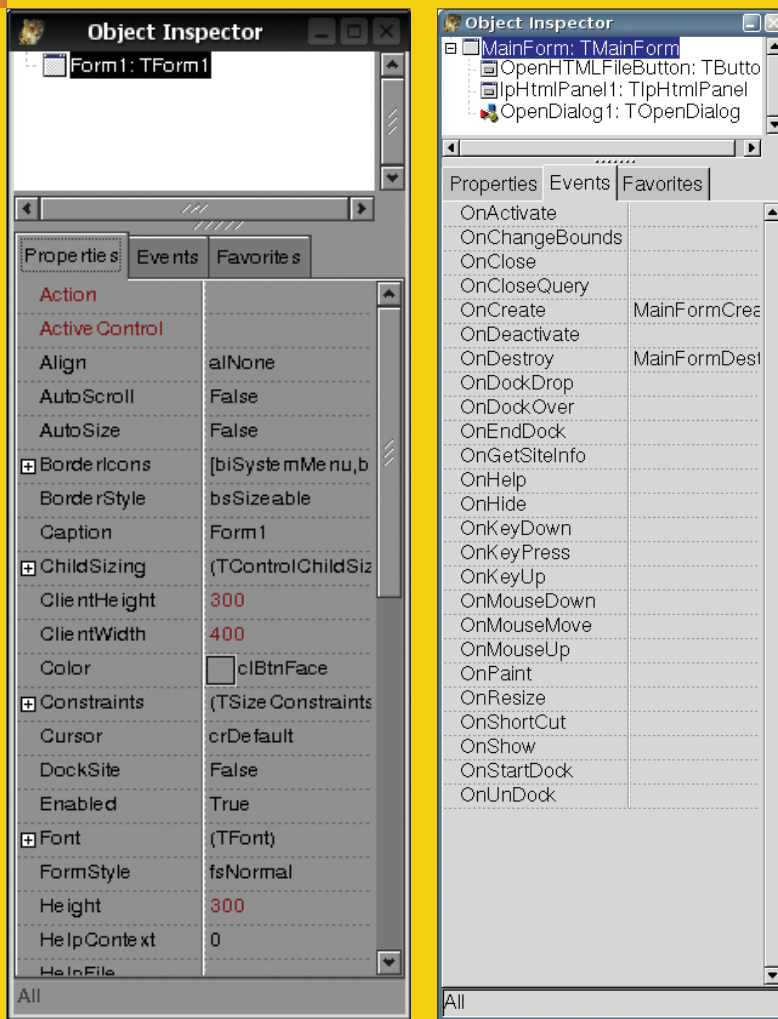 Object Inspector
Form1: TForm1
Properties Events Favorites
Action
ActiveControl
Align alNone
AutoScroll False
AutoSize False
BorderIcons [biSystemMenu,b
BorderStyle bsSizeable
Caption Form1
ChildSizing (TControlChildSiz
ClientHeight 300
ClientWidth 400
Color clBtnFace
Constraints (TSizeConstraints
Cursor crDefault
DockSite False
Enabled True
Font (TFont)
FormStyle fsNormal
Height 300
HelpContext 0
HelpFile
All
Object Inspector
MainForm: TMainForm
OpenHTMLFileButton: TButto
IpHtmlPanel1: TIpHtmlPanel
OpenDialog1: TOpenDialog
Properties Events Favorites
OnActivate
OnChangeBounds
OnClose
OnCloseQuery
OnCreate MainFormCrea
OnDeactivate
OnDestroy MainFormDest
OnDockDrop
OnDockOver
OnEndDock
OnGetSiteInfo
OnHelp
OnHide
OnKeyDown
OnKeyPress
OnKeyUp
OnMouseDown
OnMouseMove
OnMouseUp
OnPaint
OnResize
OnShortCut
OnShow
OnStartDock
OnUnDock
All